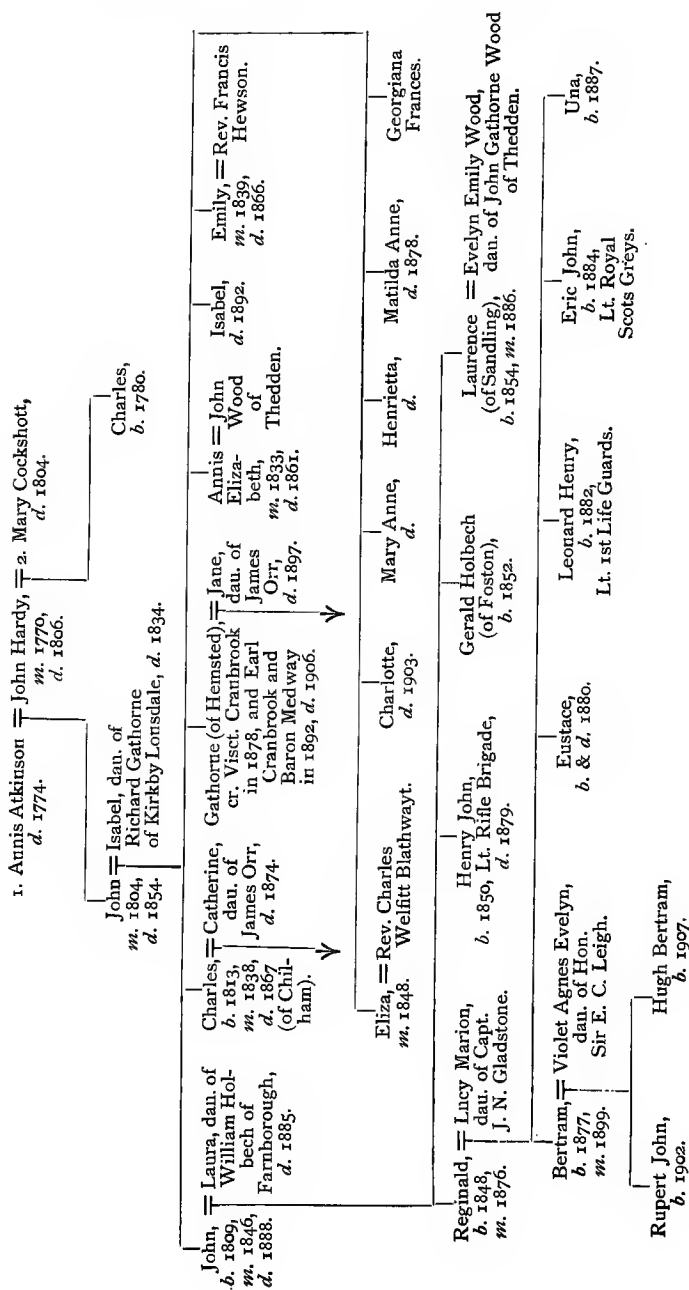 1. Annis Atkinson = John Hardy, = 2. Mary Cockshott,
d. 1774.
m. 1770,
d. 1806.
d. 1804.
John = Isabel, dau. of
m. 1804,
d. 1854.
Richard Gathorne
of Kirkby Lonsdale, d. 1834.
Charles,
b. 1780.
John, = Laura, dau. of
b. 1809,
m. 1846,
d. 1888.
William Hol-
bech of
Farnborough,
d. 1885.
Charles, = Catherine,
b. 1813,
m. 1838,
d. 1867
(of Chil-
ham).
dau. of
James Orr,
d. 1874.
Gathorne (of Hemsted), = Jane,
cr. Visct. Cranbrook
in 1878, and Earl
Cranbrook and
Baron Medway
in 1892, d. 1906.
dau. of
James
Orr,
d. 1897.
Annis = John
Eliza-
beth,
m. 1833,
d. 1861.
Wood
of
Thedden.
Isabel,
d. 1892.
Emily, = Rev. Francis
m. 1839,
d. 1866.
Hewson.
Eliza, = Rev. Charles
m. 1848.
Welfitt Blathwayt.
Charlotte,
d. 1903.
Mary Anne,
d.
Henrietta,
d.
Matilda Anne,
d. 1878.
Georgiana
Frances.
Reginald, = Lucy Marion,
b. 1848,
m. 1876.
dau. of Capt.
J. N. Gladstone.
Henry John,
b. 1850, Lt. Rifle Brigade,
d. 1879.
Gerald Holbech
(of Foston),
b. 1852.
Laurence = Evelyn Emily Wood,
(of Sandling),
b. 1854, m. 1886.
dau. of John Gathorne Wood
of Thedden.
Bertram, = Violet Agnes Evelyn,
b. 1877,
m. 1899.
dau. of Hon.
Sir E. C. Leigh.
Eustace,
b. & d. 1880.
Leonard Henry,
b. 1882,
Lt. 1st Life Guards.
Eric John,
b. 1884,
Lt. Royal
Scots Greys.
Una,
b. 1887.
Rupert John,
b. 1902.
Hugh Bertram,
b. 1907.